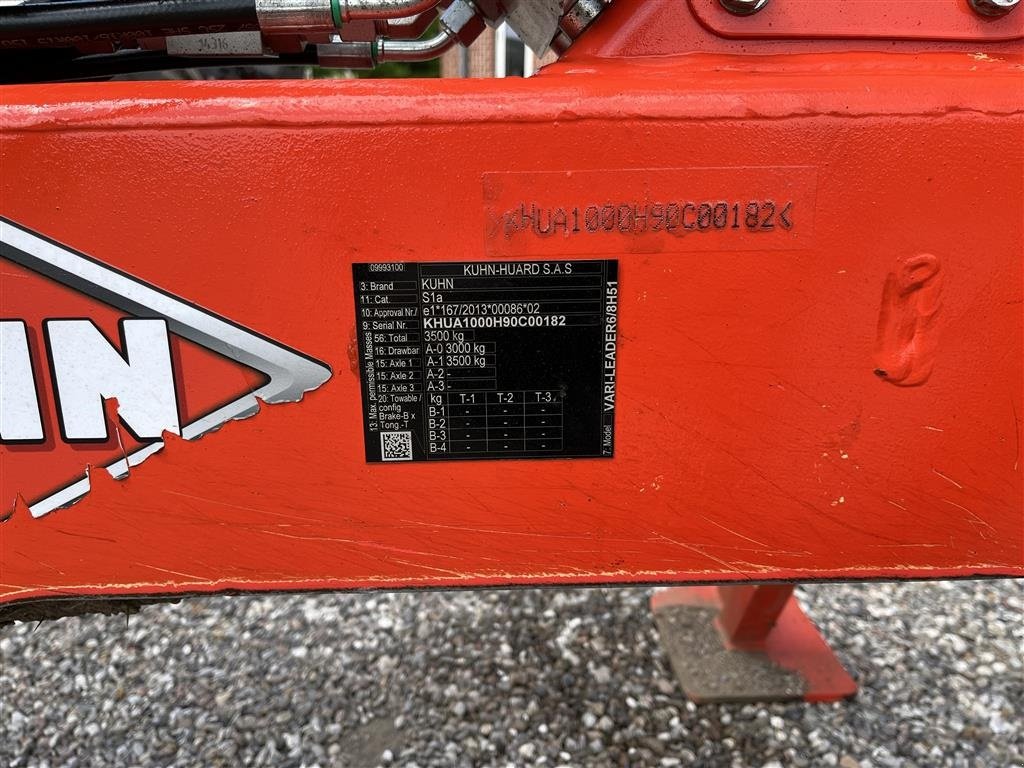 34316
>KHUA1000H90C00182<
UN
09993100 KUHN-HUARD S.A.S
3: Brand KUHN
11: Cat. S1a
10: Approval Nr./ e1*167/2013*00086*02
9: Serial Nr. KHUA1000H90C00182
13: Max. permissible Masses
56: Total 3500 kg
16: Drawbar A-0 3000 kg
15: Axle 1 A-1 3500 kg
15: Axle 2 A-2 -
15: Axle 3 A-3 -
20: Towable / kg T-1 T-2 T-3
config B-1 - - -
Brake-B x B-2 - - -
Tong.-T B-3 - - -
B-4 - - -
7: Model VARI-LEADER6/8H51